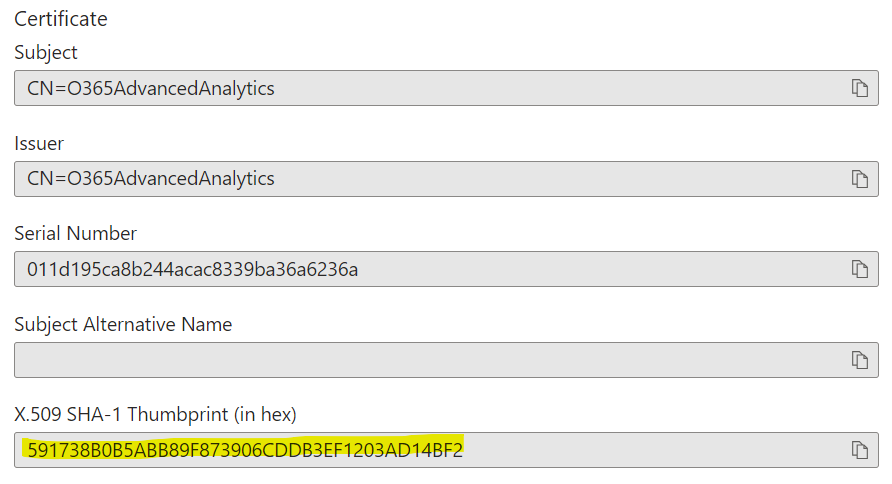 Certificate
Subject
CN=O365AdvancedAnalytics
Issuer
CN=O365AdvancedAnalytics
Serial Number
011d195ca8b244acac8339ba36a6236a
Subject Alternative Name
X.509 SHA-1 Thumbprint (in hex)
591738B0B5ABB89F873906CDDB3EF1203AD14BF2